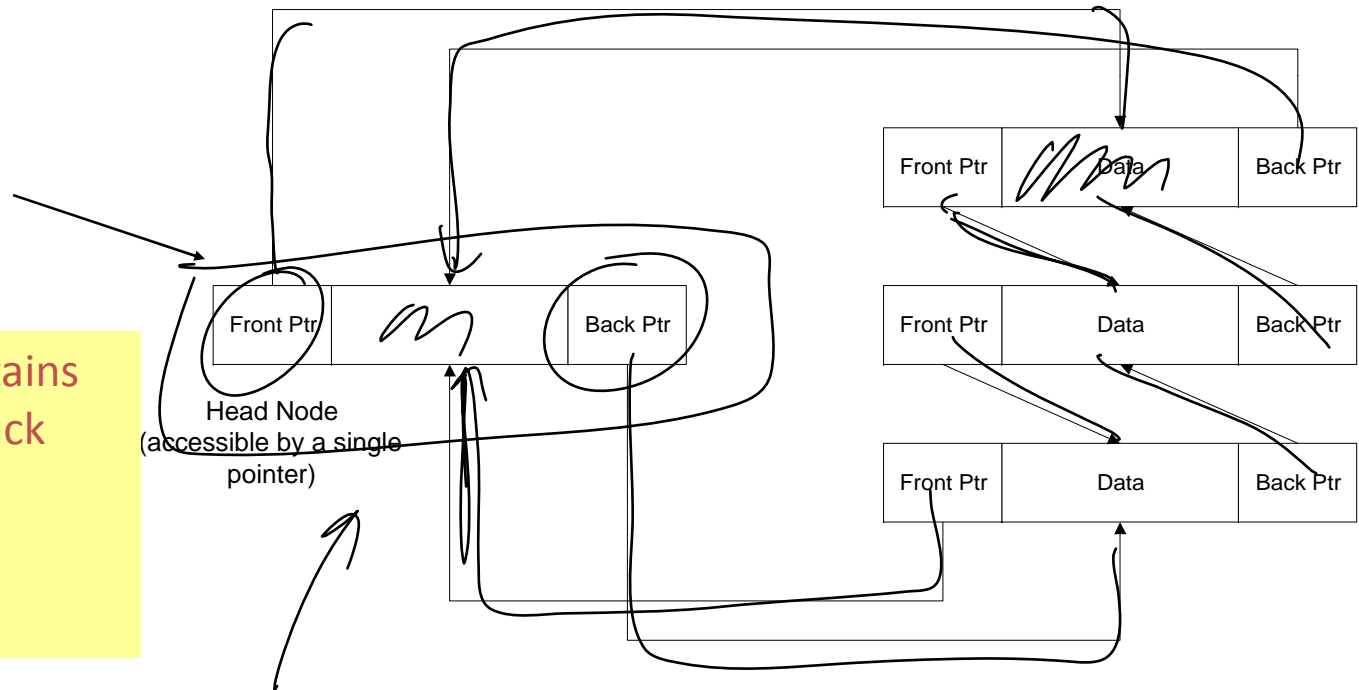 Front Ptr Data Back Ptr
Front Ptr Back Ptr
Front Ptr Data Back Ptr
Head Node
(accessible by a single
pointer)
Front Ptr Data Back Ptr
tains
ck